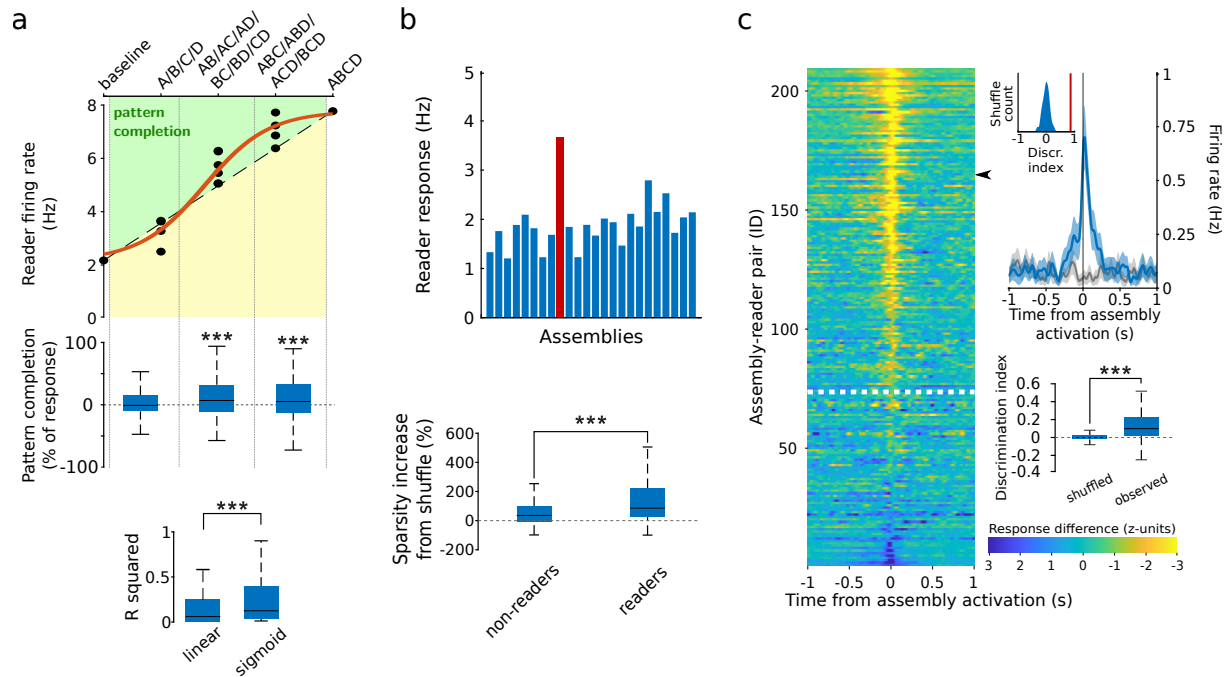 a
baseline
A/B/C/D
AB/AC/AD/
BC/BD/CD
ABC/ABD/
ACD/BCD
ABCD
pattern
completion
Reader firing rate
(Hz)
8
6
4
2
0
Pattern completion
(% of response)
100
0
-100
***
***
R squared
1
0.5
0
***
linear
sigmoid
b
Reader response (Hz)
5
4
3
2
1
0
Assemblies
Sparsity increase
from shuffle (%)
600
400
200
0
-200
***
non-readers
readers
c
Assembly-reader pair (ID)
200
150
100
50
-1
-0.5
0
0.5
1
Time from assembly activation (s)
Shuffle
count
-1
0
1
Discr.
index
1
0.75
0.5
0.25
0
Firing rate (Hz)
-1
-0.5
0
0.5
1
Time from assembly
activation (s)
Discrimination index
0.6
0.4
0.2
0
0.2
-0.4
***
shuffled
observed
Response difference (z-units)
3
2
1
0
-1
-2
-3